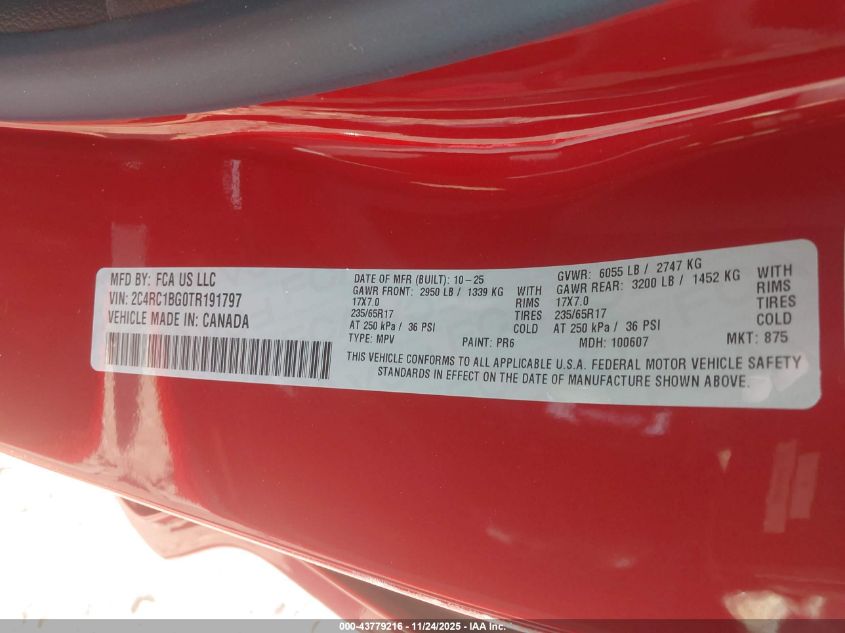 MFD BY: FCA US LLC
VIN: 2C4RC1BG0TR191797
VEHICLE MADE IN: CANADA
DATE OF MFR (BUILT): 10-25
GAWR FRONT: 2950 LB / 1339 KG WITH
17X7.0 RIMS
235/65R17 TIRES
AT 250 kPa / 36 PSI COLD
TYPE: MPV PAINT: PR6
GVWR: 6055 LB / 2747 KG
GAWR REAR: 3200 LB / 1452 KG WITH
17X7.0 RIMS
235/65R17 TIRES
AT 250 kPa / 36 PSI COLD
MDH: 100607 MKT: 875
THIS VEHICLE CONFORMS TO ALL APPLICABLE U.S.A. FEDERAL MOTOR VEHICLE SAFETY
STANDARDS IN EFFECT ON THE DATE OF MANUFACTURE SHOWN ABOVE.
000-43779216 - 11/24/2025 - IAA Inc.